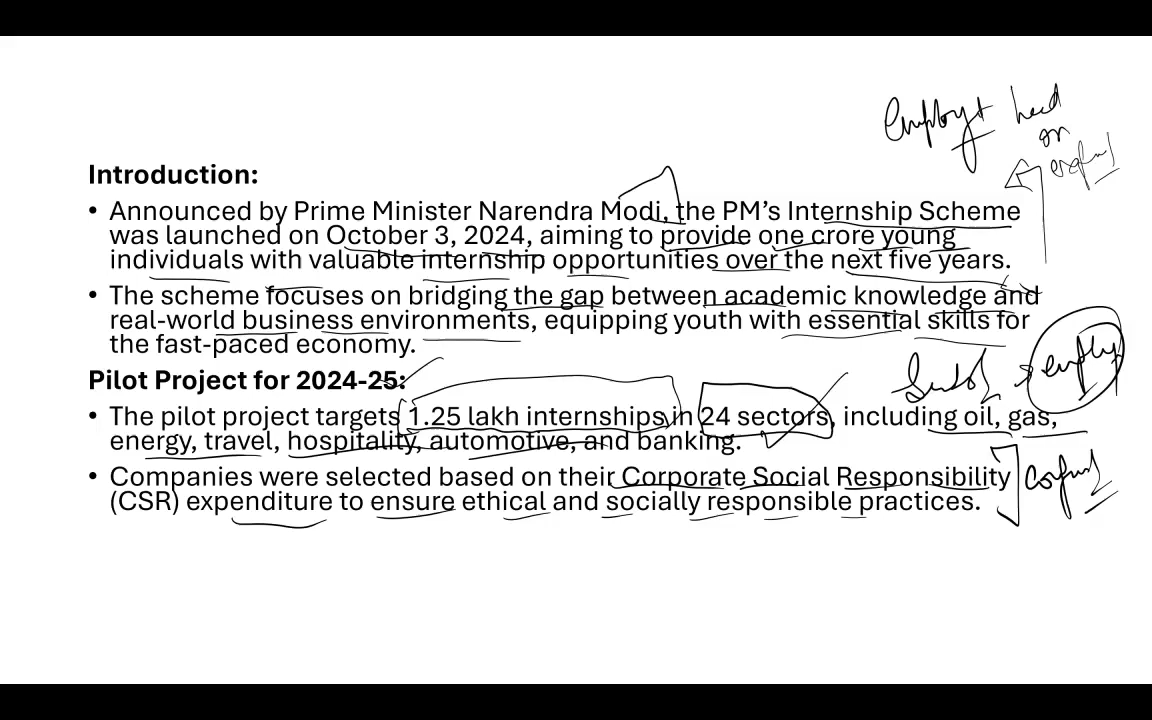 Introduction:
• Announced by Prime Minister Narendra Modi, the PM’s Internship Scheme
was launched on October 3, 2024, aiming to provide one crore young
individuals with valuable internship opportunities over the next five years.
• The scheme focuses on bridging the gap between academic knowledge and
real-world business environments, equipping youth with essential skills for
the fast-paced economy.
Pilot Project for 2024-25:
• The pilot project targets 1.25 lakh internships in 24 sectors, including oil, gas,
energy, travel, hospitality, automotive, and banking.
• Companies were selected based on their Corporate Social Responsibility
(CSR) expenditure to ensure ethical and socially responsible practices.